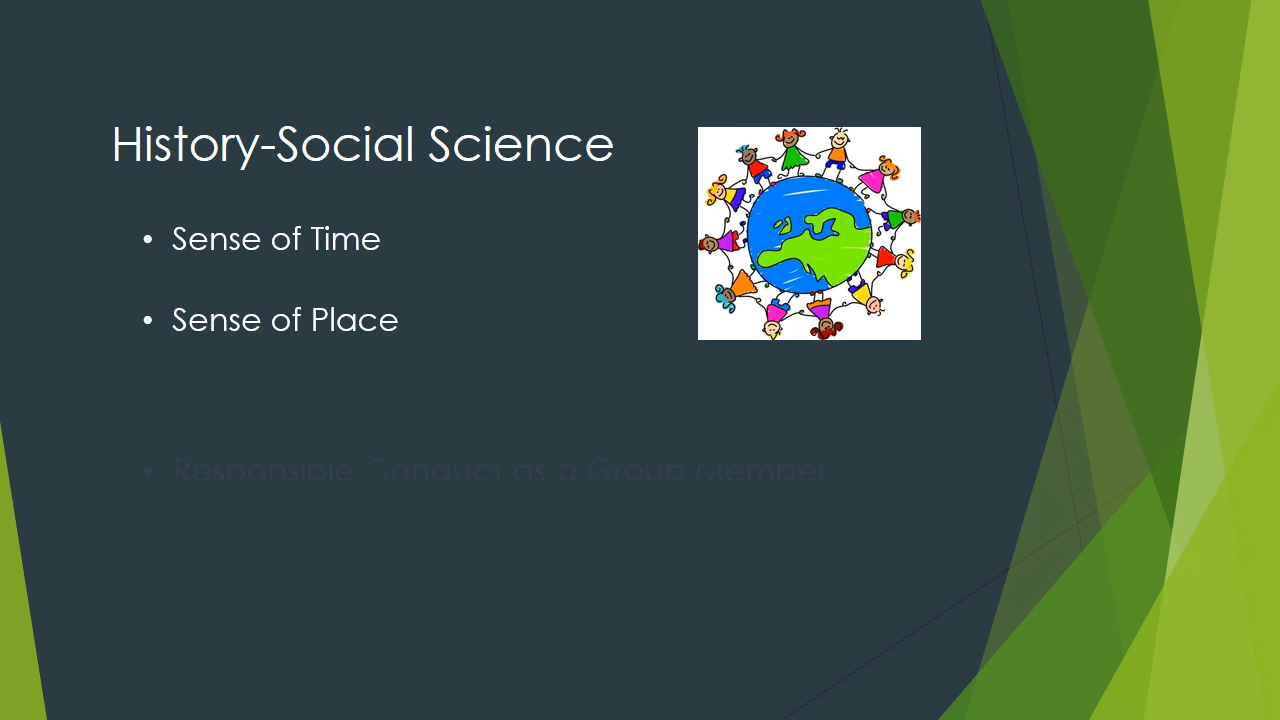 History-Social Science
• Sense of Time
• Sense of Place
• Responsible Conduct as a Group Member